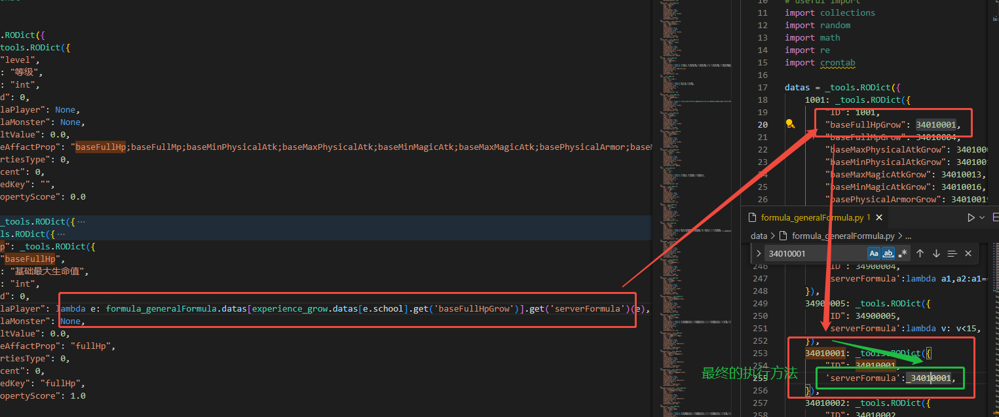 .RODict({
tools.RODict({
"level",
: "等级",
: "int",
d": 0,
laPlayer": None,
laMonster": None,
ltValue": 0.0,
eAffactProp": "baseFullHp;baseFullMp;baseMinPhysicalAtk;baseMaxPhysicalAtk;baseMinMagicAtk;baseMaxMagicAtk;basePhysicalArmor;baseM
rtiesType": 0,
cent": 0,
edKey": "",
opertyScore": 0.0
_tools.RODict({ ⋯
ls.RODict({ ⋯
p": _tools.RODict({
"baseFullHp",
: "基础最大生命值",
: "int",
d": 0,
laPlayer": lambda e: formula_generalFormula.datas[experience_grow.datas[e.school].get('baseFullHpGrow')].get('serverFormula')(e),
laMonster": None,
ltValue": 0.0,
eAffactProp": "fullHp",
rtiesType": 0,
cent": 0,
edKey": "fullHp",
opertyScore": 1.0
10 # useful import
11 import collections
12 import random
13 import math
14 import re
15 import crontab
16
17 datas = _tools.RODict({
18 1001: _tools.RODict({
19 "ID": 1001,
20 "baseFullHpGrow": 34010001,
21 "baseFullMpGrow": 34010004,
22 "baseMaxPhysicalAtkGrow": 340100
23 "baseMinPhysicalAtkGrow": 340100
24 "baseMaxMagicAtkGrow": 34010013,
25 "baseMinMagicAtkGrow": 34010016,
26 "basePhysicalArmorGrow": 34010019
formula_generalFormula.py 1
data > formula_generalFormula.py > ...
34010001
Aa ab .*
246 "ID": 34900004,
247 'serverFormula':lambda a1,a2:a1==
248 }),
249 34900005: _tools.RODict({
250 "ID": 34900005,
251 'serverFormula':lambda v: v<15,
252 }),
253 34010001: _tools.RODict({
254 "ID": 34010001,
最终的执行方法
255 'serverFormula':_34010001,
256 }),
257 34010002: _tools.RODict({
258 "ID": 34010002,